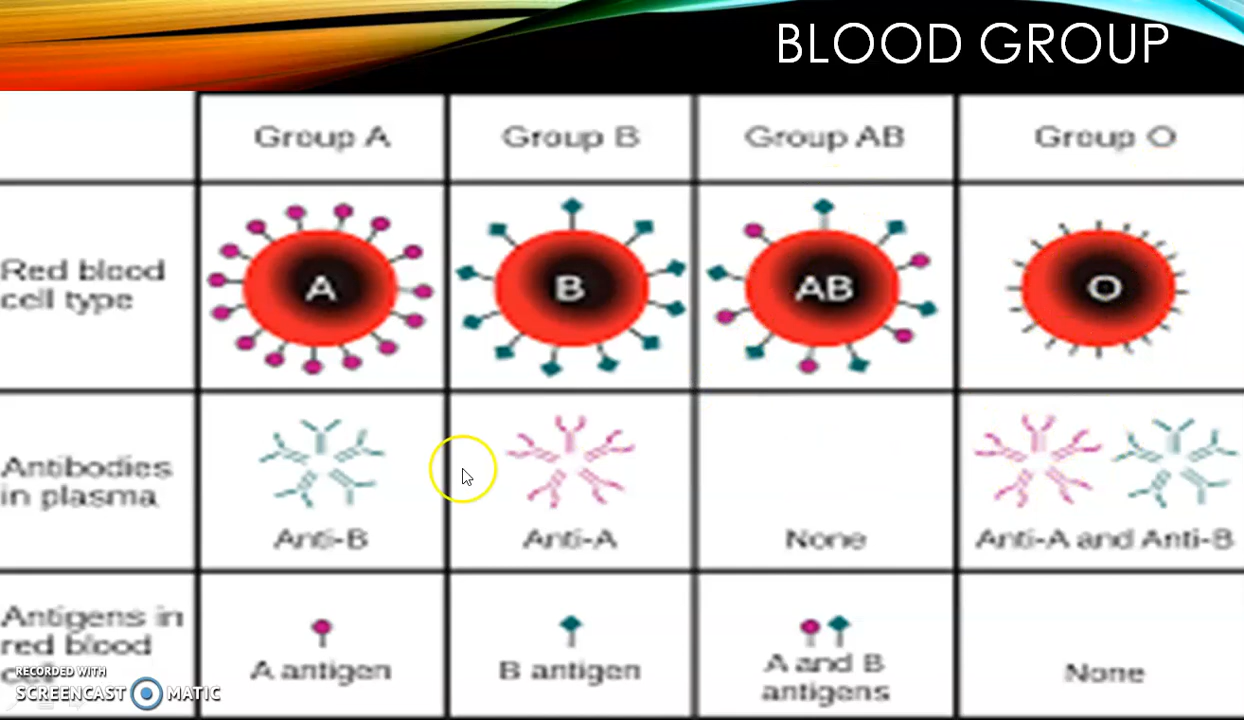 BLOOD GROUP
Group A
Group B
Group AB
Group O
Red blood
cell type
A
B
AB
O
Antibodies
in plasma
Anti-B
Anti-A
None
Anti-A and Anti-B
Antigens in
red blood
cell
A antigen
B antigen
A and B
antigens
None
RECORDED WITH
SCREENCAST MATIC